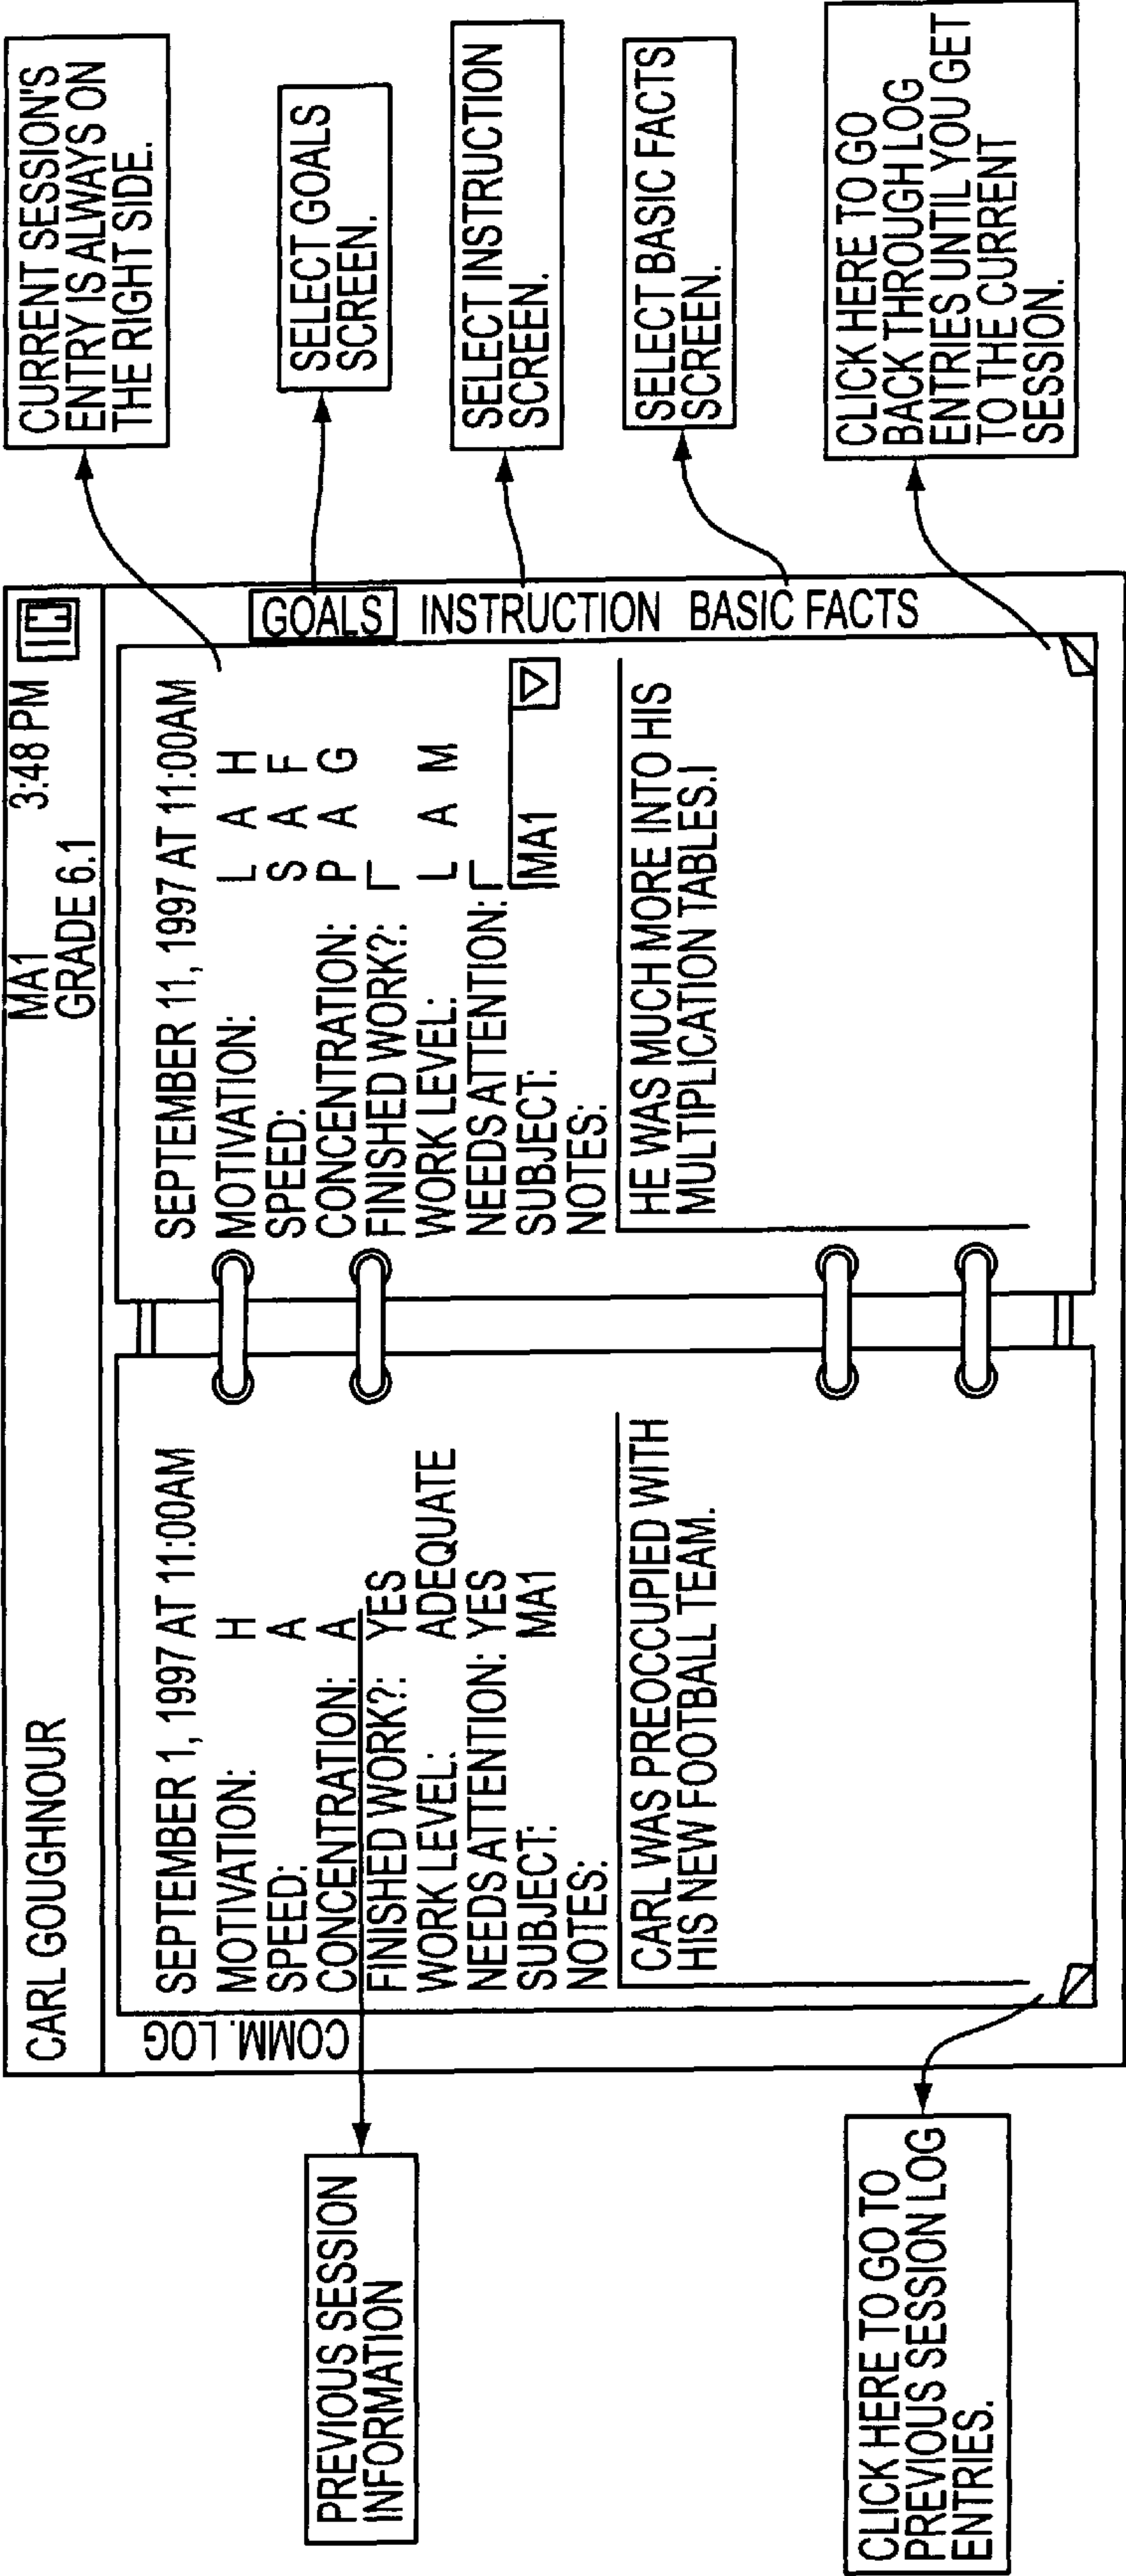 CARL GOUGHNOUR
MA1 3:48 PM
GRADE 6.1
COMM. LOG
SEPTEMBER 1, 1997 AT 11:00AM
MOTIVATION: H
SPEED: A
CONCENTRATION: A
FINISHED WORK?: YES
WORK LEVEL: ADEQUATE
NEEDS ATTENTION: YES
SUBJECT: MA1
NOTES:
CARL WAS PREOCCUPIED WITH
HIS NEW FOOTBALL TEAM.
SEPTEMBER 11, 1997 AT 11:00AM
MOTIVATION: L A H
SPEED: S A F
CONCENTRATION: P A G
FINISHED WORK?:
WORK LEVEL: L A M
NEEDS ATTENTION:
SUBJECT: MA1
NOTES:
HE WAS MUCH MORE INTO HIS
MULTIPLICATION TABLES.
GOALS
INSTRUCTION
BASIC FACTS
PREVIOUS SESSION
INFORMATION
CLICK HERE TO GO TO
PREVIOUS SESSION LOG
ENTRIES.
CURRENT SESSION'S
ENTRY IS ALWAYS ON
THE RIGHT SIDE.
SELECT GOALS
SCREEN.
SELECT INSTRUCTION
SCREEN.
SELECT BASIC FACTS
SCREEN.
CLICK HERE TO GO
BACK THROUGH LOG
ENTRIES UNTIL YOU GET
TO THE CURRENT
SESSION.